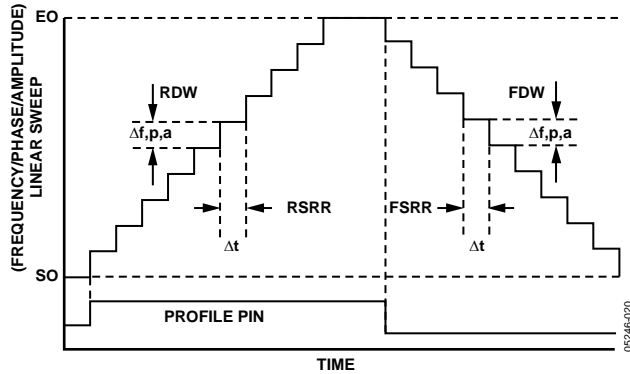 (FREQUENCY/PHASE/AMPLITUDE)
LINEAR SWEEP
EO
RDW
FDW
Δf,p,a
Δf,p,a
RSRR
FSRR
Δt
Δt
SO
PROFILE PIN
TIME
05246-020